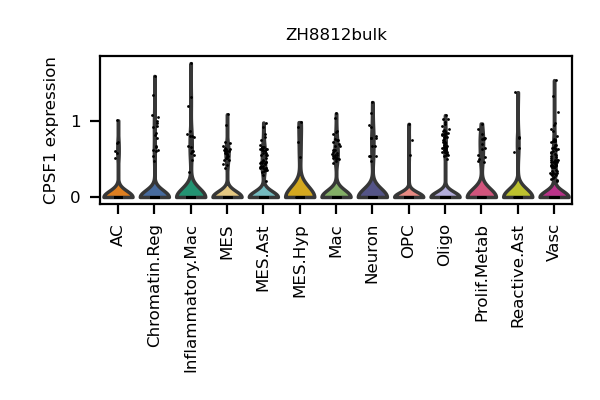 ZH8812bulk
CPSF1 expression
1
0
AC
Chromatin.Reg
Inflammatory.Mac
MES
MES.Ast
MES.Hyp
Mac
Neuron
OPC
Oligo
Prolif.Metab
Reactive.Ast
Vasc